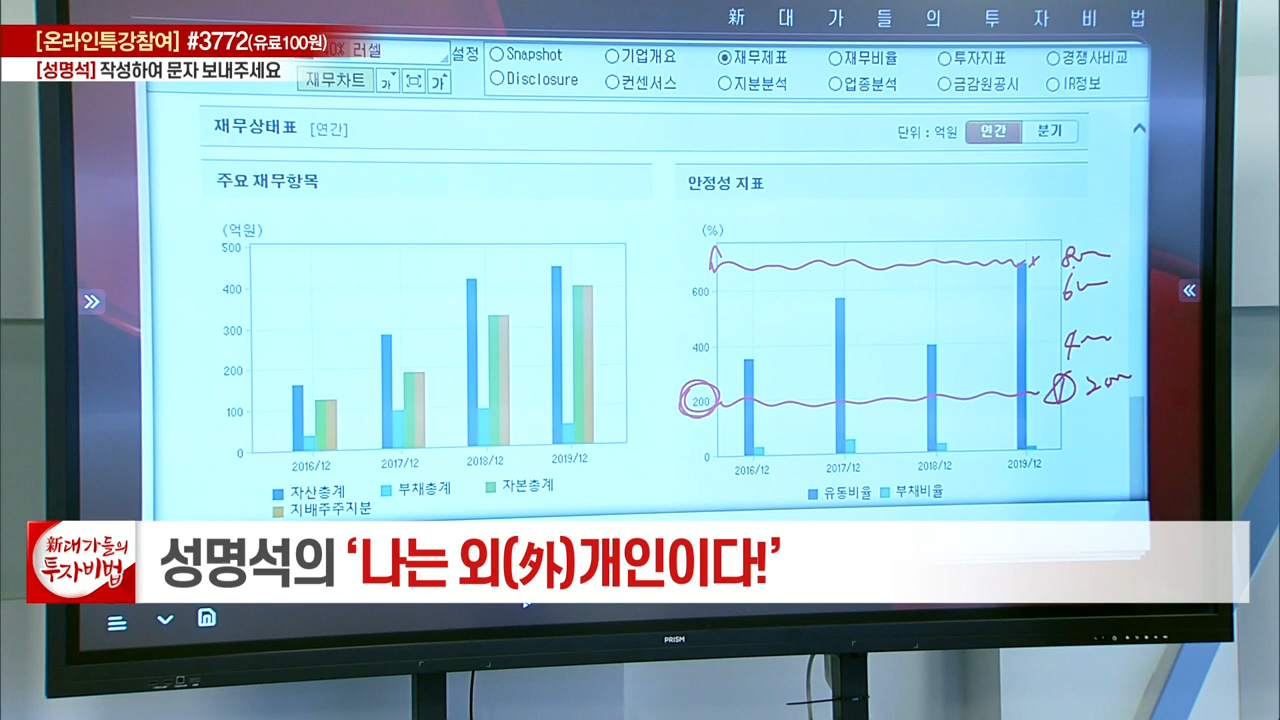 新 대 가 들 의 투 자 비 법
[온라인특강참여] #3772(유료100원)
[성명석] 작성하여 문자 보내주세요
0% 러셀
설정
Snapshot 기업개요 재무제표 재무비율 투자지표 경쟁사비교
재무차트 가 가
Disclosure 컨센서스 지분분석 업종분석 금감원공시 IR정보
재무상태표 [연간]
단위 : 억원 연간 분기
주요 재무항목
(억원)
500
400
300
200
100
0
2016/12 2017/12 2018/12 2019/12
자산총계 부채총계 자본총계
지배주주지분
안정성 지표
(%)
600
400
200
0
2016/12 2017/12 2018/12 2019/12
유동비율 부채비율
新대가들의
투자비법
성명석의 ‘나는 외(外)개인이다!’
PRISM